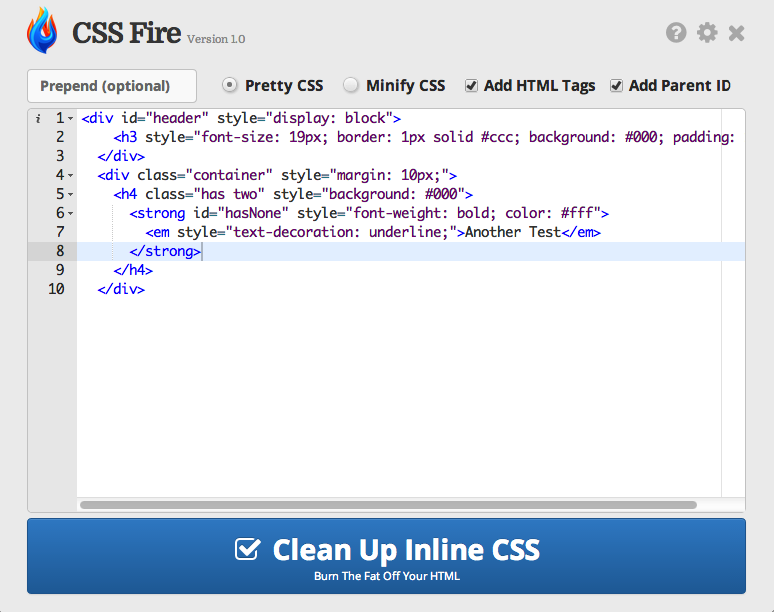 CSS Fire Version 1.0
Prepend (optional) Pretty CSS Minify CSS Add HTML Tags Add Parent ID
i 1 <div id="header" style="display: block">
2 <h3 style="font-size: 19px; border: 1px solid #ccc; background: #000; padding:
3 </div>
4 <div class="container" style="margin: 10px;">
5 <h4 class="has two" style="background: #000">
6 <strong id="hasNone" style="font-weight: bold; color: #fff">
7 <em style="text-decoration: underline;">Another Test</em>
8 </strong>
9 </h4>
10 </div>
Clean Up Inline CSS
Burn The Fat Off Your HTML